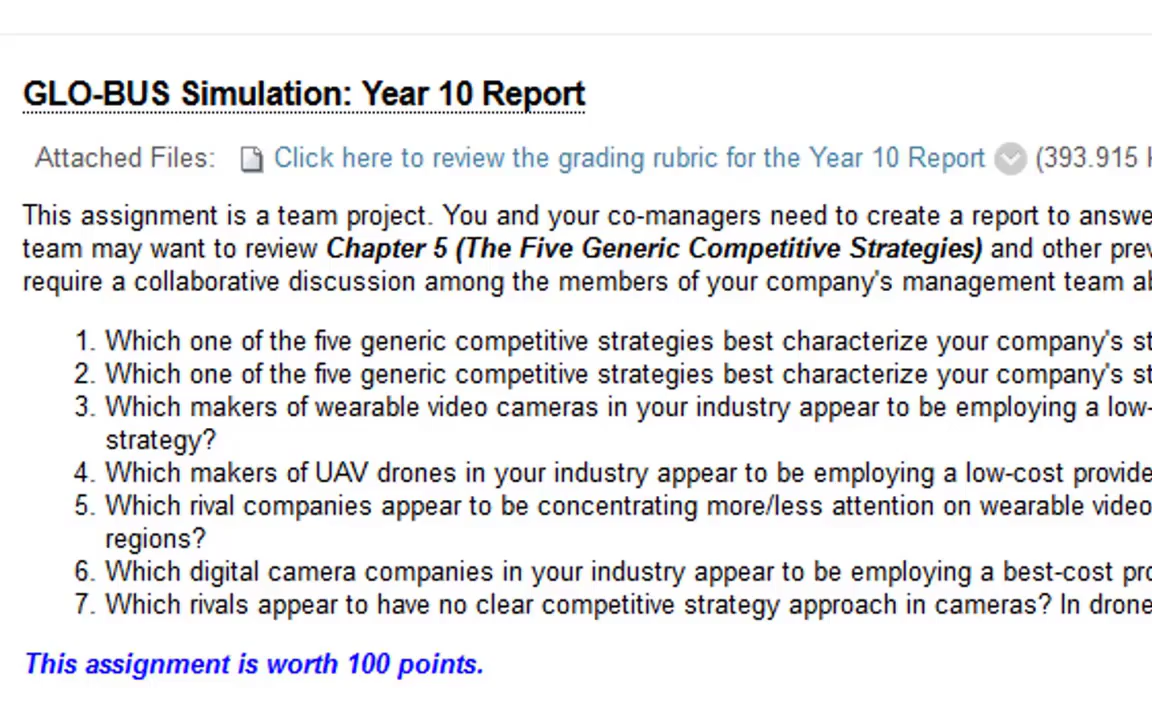 GLO-BUS Simulation: Year 10 Report
Attached Files: Click here to review the grading rubric for the Year 10 Report (393.915
This assignment is a team project. You and your co-managers need to create a report to answe
team may want to review Chapter 5 (The Five Generic Competitive Strategies) and other prev
require a collaborative discussion among the members of your company's management team ab
1. Which one of the five generic competitive strategies best characterize your company's st
2. Which one of the five generic competitive strategies best characterize your company's st
3. Which makers of wearable video cameras in your industry appear to be employing a low-
strategy?
4. Which makers of UAV drones in your industry appear to be employing a low-cost provide
5. Which rival companies appear to be concentrating more/less attention on wearable video
regions?
6. Which digital camera companies in your industry appear to be employing a best-cost pro
7. Which rivals appear to have no clear competitive strategy approach in cameras? In drone
This assignment is worth 100 points.